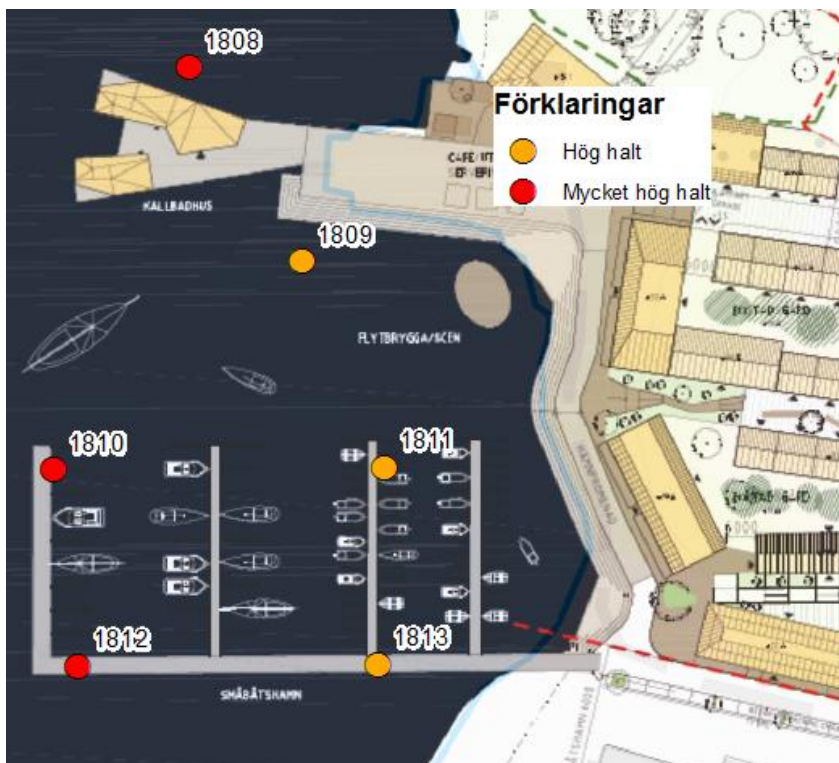 1808
Förklaringar
Hög halt
Mycket hög halt
KALLBADHUS
1809
FLYTBRYGGA/SCEN
1810
1811
1812
1813
SMÅBÅTSHAMN